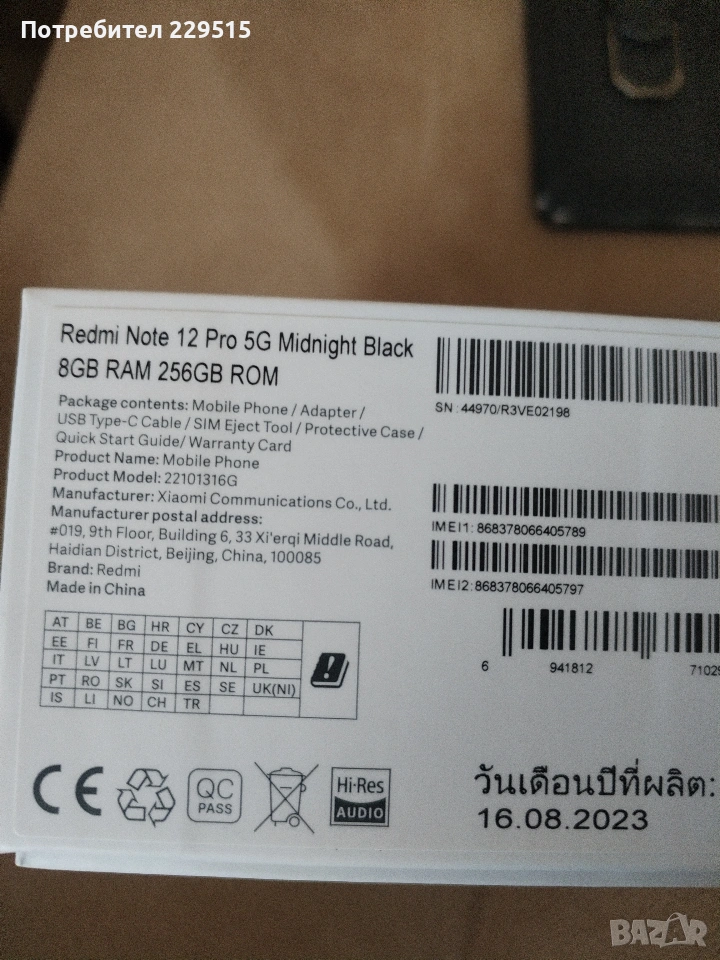 Потребител 229515
Redmi Note 12 Pro 5G Midnight Black
8GB RAM 256GB ROM
Package contents: Mobile Phone / Adapter /
USB Type-C Cable / SIM Eject Tool / Protective Case /
Quick Start Guide/ Warranty Card
Product Name: Mobile Phone
Product Model: 22101316G
Manufacturer: Xiaomi Communications Co., Ltd.
Manufacturer postal address:
#019, 9th Floor, Building 6, 33 Xi'erqi Middle Road,
Haidian District, Beijing, China, 100085
Brand: Redmi
Made in China
SN: 44970/R3VE02198
IMEI1: 868378066405789
IMEI2: 868378066405797
6 941812 71029
AT BE BG HR CY CZ DK
EE FI FR DE EL HU IE
IT LV LT LU MT NL PL
PT RO SK SI ES SE UK(NI)
IS LI NO CH TR
CE
QC
PASS
Hi-Res
AUDIO
วันเดือนปีที่ผลิต:
16.08.2023
BAZAR